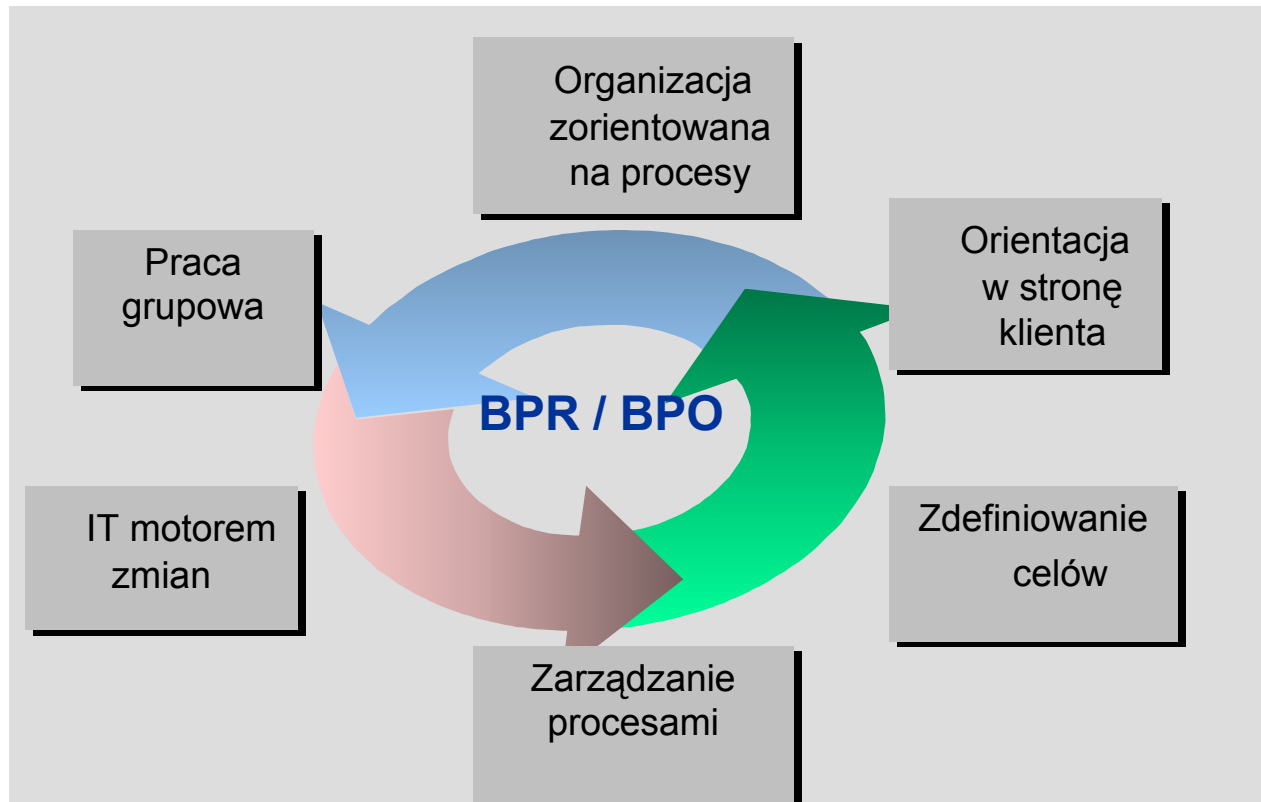 Organizacja
zorientowana
na procesy
Orientacja
w stronę
klienta
Praca
grupowa
BPR / BPO
IT motorem
zmian
Zdefiniowanie
celów
Zarządzanie
procesami